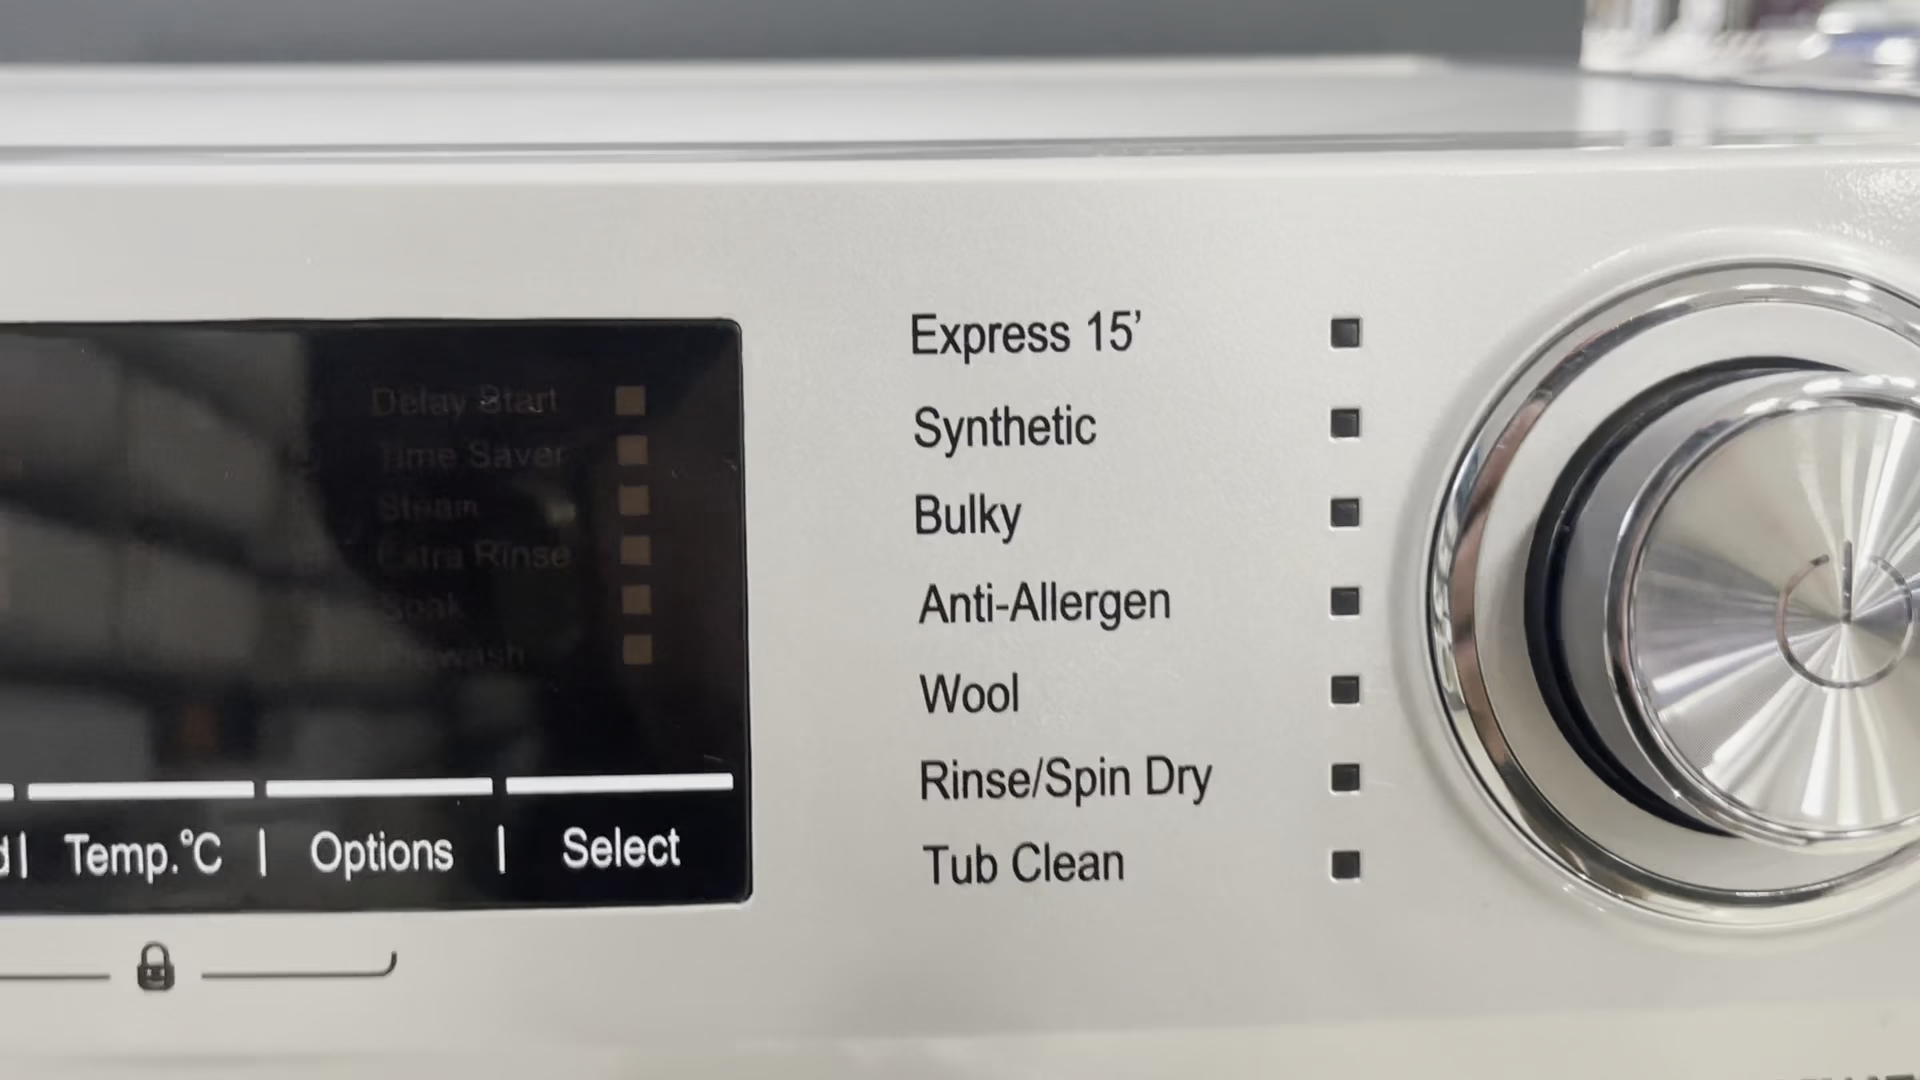 Delay Start
Time Saver
Steam
Extra Rinse
Soak
Prewash
Temp.°C | Options | Select
Express 15’
Synthetic
Bulky
Anti-Allergen
Wool
Rinse/Spin Dry
Tub Clean